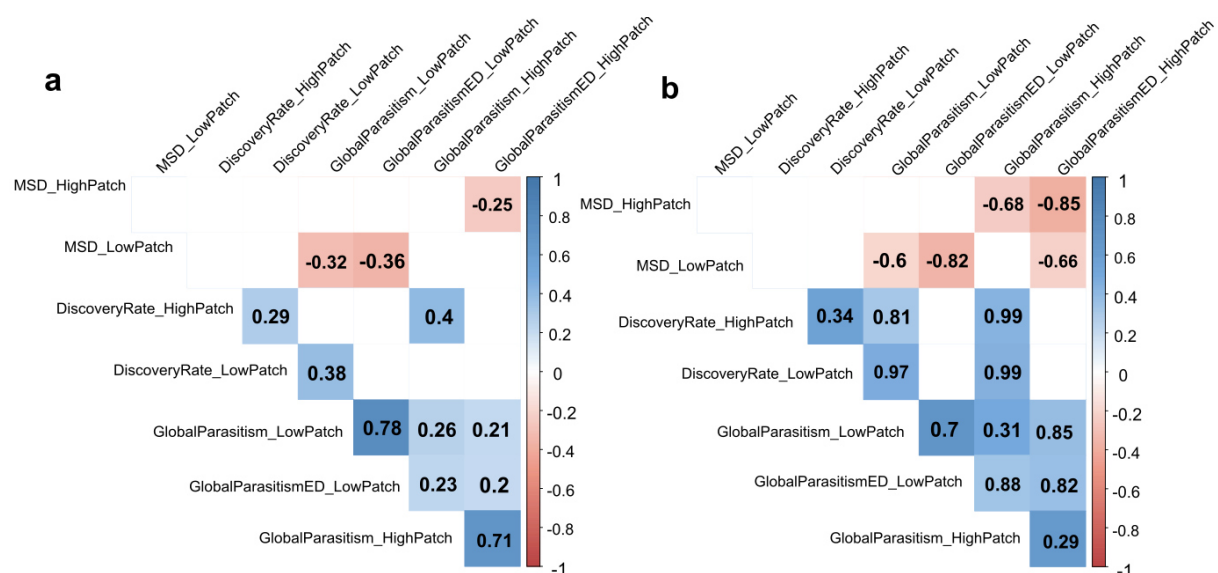 a
MSD_LowPatch
DiscoveryRate_HighPatch
DiscoveryRate_LowPatch
GlobalParasitism_LowPatch
GlobalParasitismED_LowPatch
GlobalParasitism_HighPatch
GlobalParasitismED_HighPatch
MSD_HighPatch
-0.25
MSD_LowPatch
-0.32 -0.36
DiscoveryRate_HighPatch
0.29 0.4
DiscoveryRate_LowPatch
0.38
GlobalParasitism_LowPatch
0.78 0.26 0.21
GlobalParasitismED_LowPatch
0.23 0.2
GlobalParasitism_HighPatch
0.71
1
0.8
0.6
0.4
0.2
0
-0.2
-0.4
-0.6
-0.8
-1
b
MSD_LowPatch
DiscoveryRate_HighPatch
DiscoveryRate_LowPatch
GlobalParasitism_LowPatch
GlobalParasitismED_LowPatch
GlobalParasitism_HighPatch
GlobalParasitismED_HighPatch
MSD_HighPatch
-0.68 -0.85
MSD_LowPatch
-0.6 -0.82 -0.66
DiscoveryRate_HighPatch
0.34 0.81 0.99
DiscoveryRate_LowPatch
0.97 0.99
GlobalParasitism_LowPatch
0.7 0.31 0.85
GlobalParasitismED_LowPatch
0.88 0.82
GlobalParasitism_HighPatch
0.29
1
0.8
0.6
0.4
0.2
0
-0.2
-0.4
-0.6
-0.8
-1